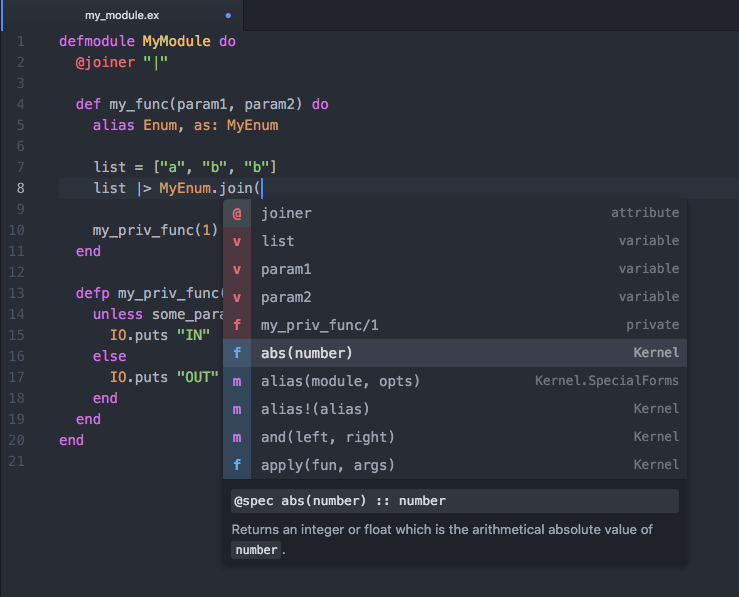 my_module.ex
1 defmodule MyModule do
2 @joiner "|"
3
4 def my_func(param1, param2) do
5 alias Enum, as: MyEnum
6
7 list = ["a", "b", "b"]
8 list |> MyEnum.join(
9
10 my_priv_func(1)
11 end
12
13 defp my_priv_func(
14 unless some_para
15 IO.puts "IN"
16 else
17 IO.puts "OUT"
18 end
19 end
20 end
21
@ joiner attribute
v list variable
v param1 variable
v param2 variable
f my_priv_func/1 private
f abs(number) Kernel
m alias(module, opts) Kernel.SpecialForms
m alias!(alias) Kernel
m and(left, right) Kernel
f apply(fun, args) Kernel
@spec abs(number) :: number
Returns an integer or float which is the arithmetical absolute value of
number.